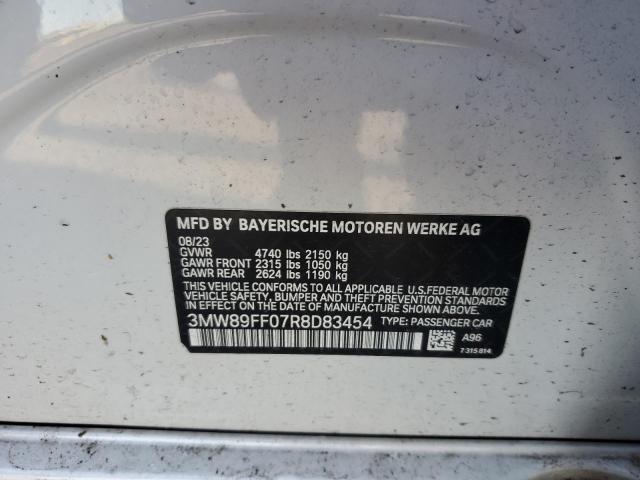 MFD BY BAYERISCHE MOTOREN WERKE AG
08/23
GVWR 4740 lbs 2150 kg
GAWR FRONT 2315 lbs 1050 kg
GAWR REAR 2624 lbs 1190 kg
THIS VEHICLE CONFORMS TO ALL APPLICABLE U.S.FEDERAL MOTOR
VEHICLE SAFETY, BUMPER AND THEFT PREVENTION STANDARDS
IN EFFECT ON THE DATE OF MANUFACTURE SHOWN ABOVE.
3MW89FF07R8D83454 TYPE: PASSENGER CAR
A96
7 315 814